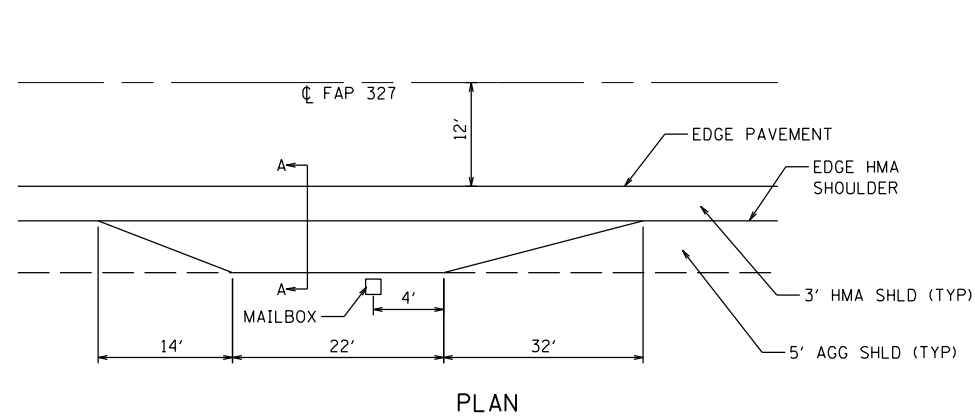 ℄ FAP 327
12'
EDGE PAVEMENT
A
EDGE HMA
SHOULDER
A
MAILBOX
4'
3' HMA SHLD (TYP)
14'
22'
32'
5' AGG SHLD (TYP)
PLAN